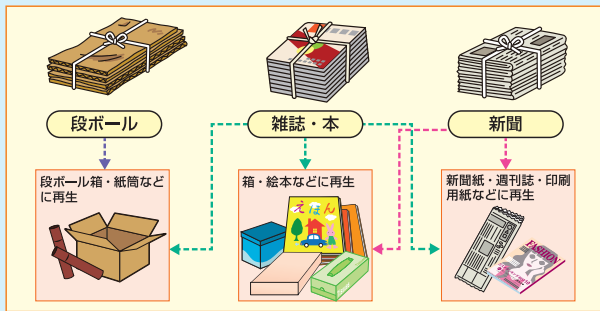 段ボール
雑誌・本
新聞
段ボール箱・紙筒など
に再生
箱・絵本などに再生
えほん
新聞紙・週刊誌・印刷
用紙などに再生
FASHION